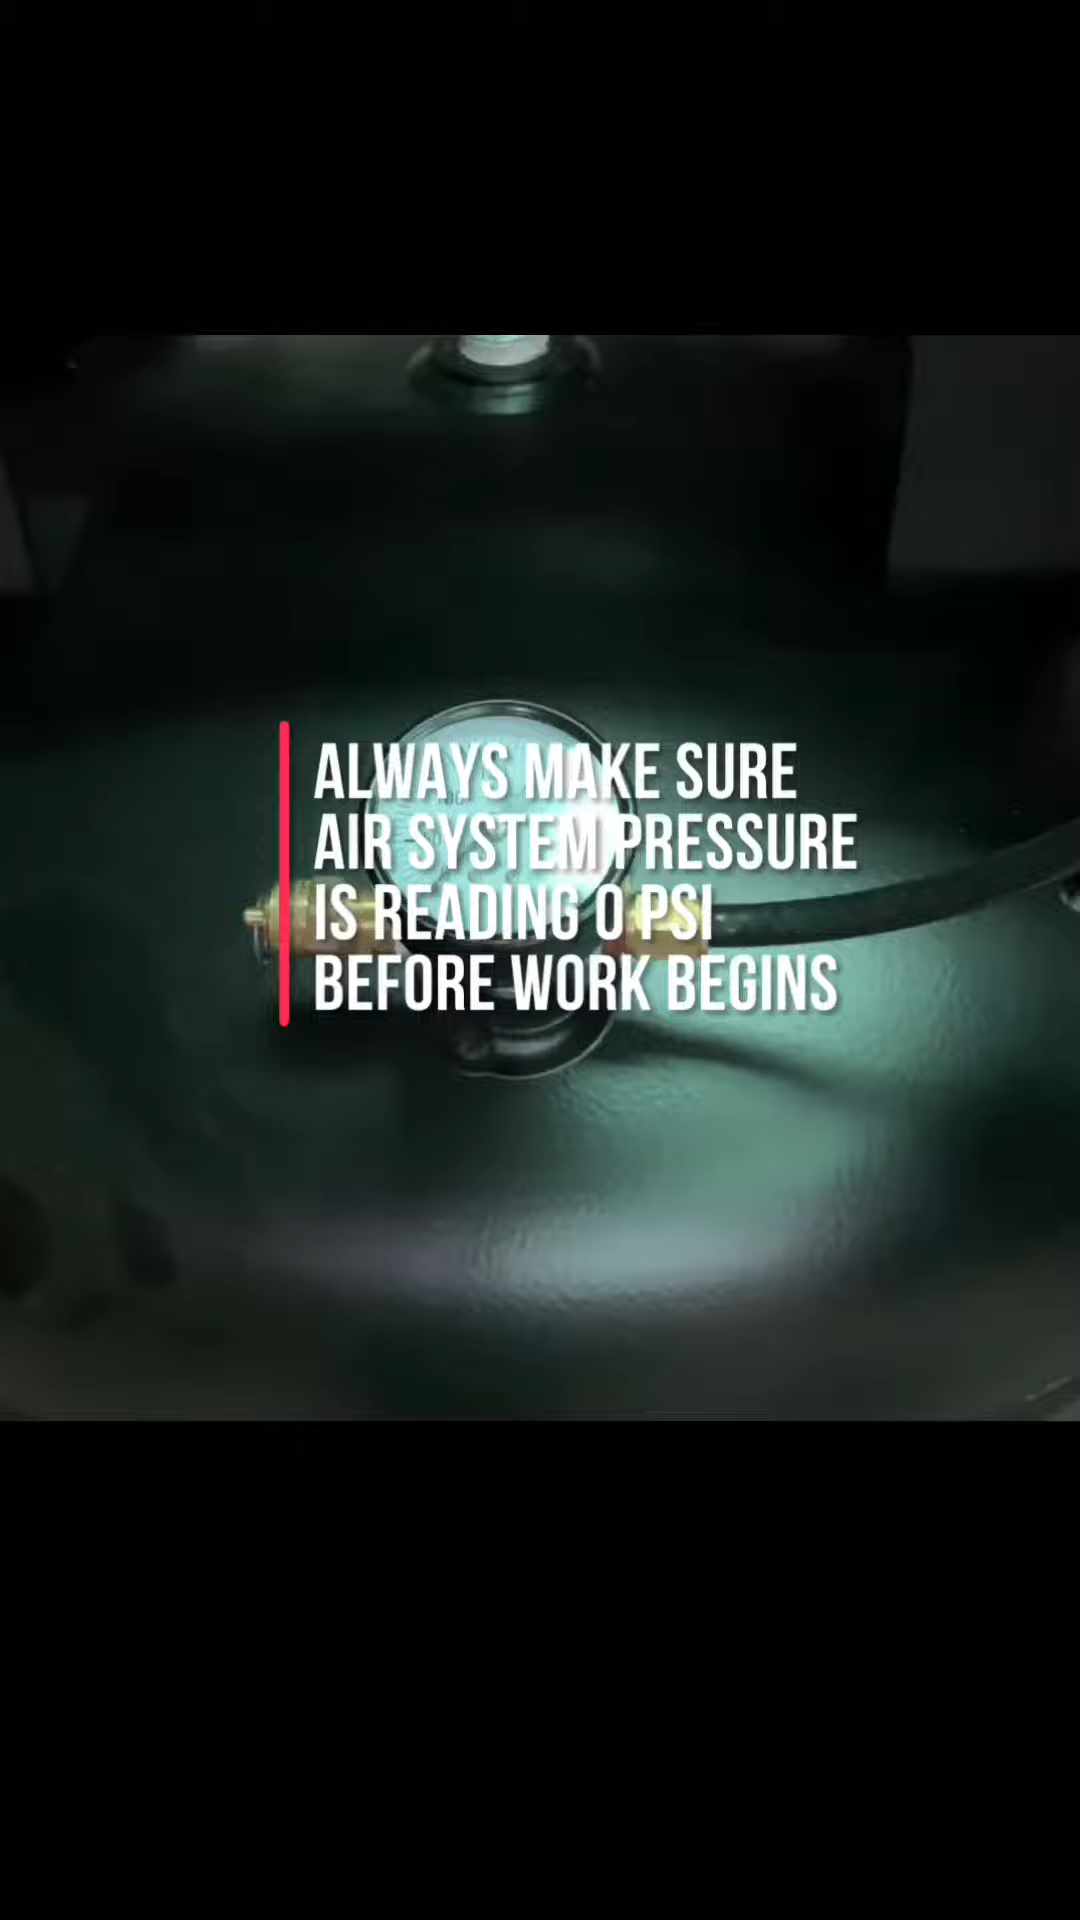 ALWAYS MAKE SURE
AIR SYSTEM PRESSURE
IS READING 0 PSI
BEFORE WORK BEGINS